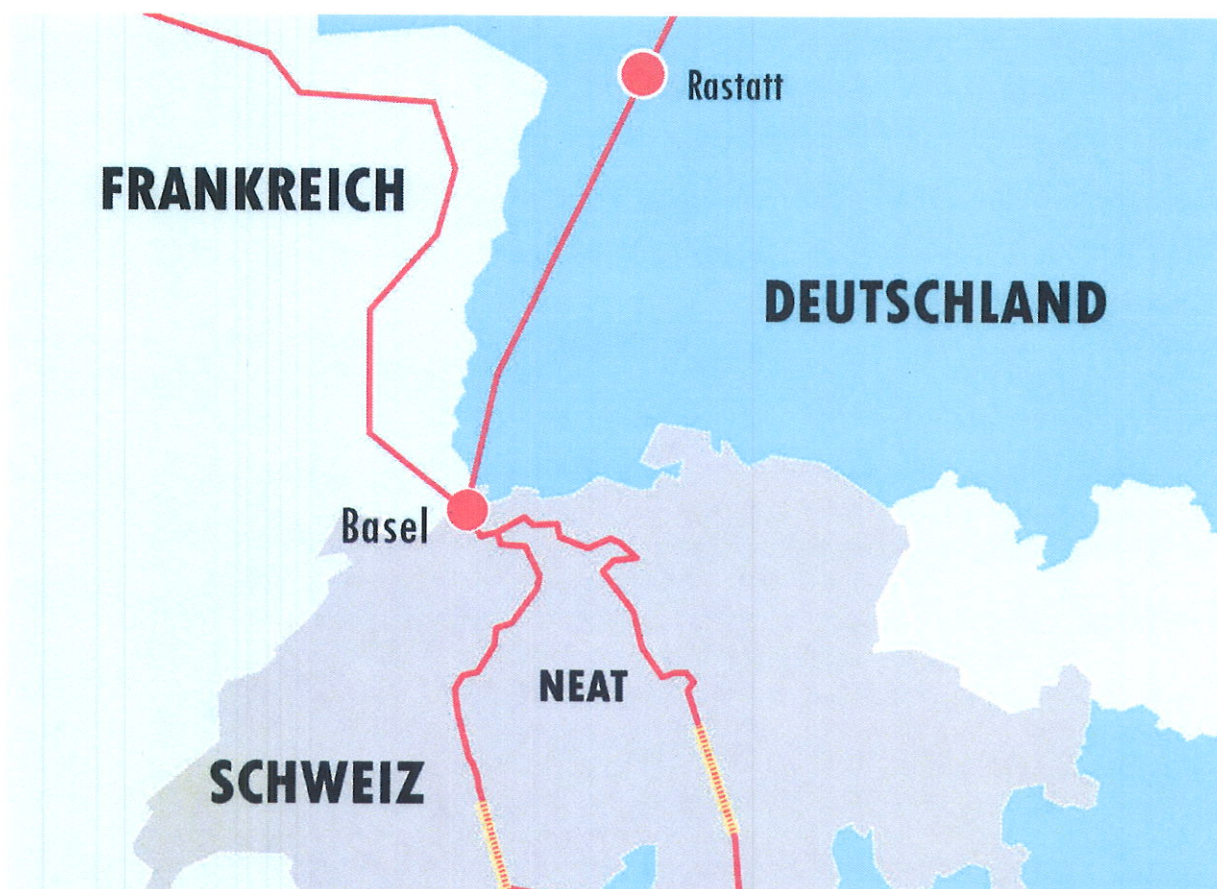 Rastatt
FRANKREICH
DEUTSCHLAND
Basel
NEAT
SCHWEIZ